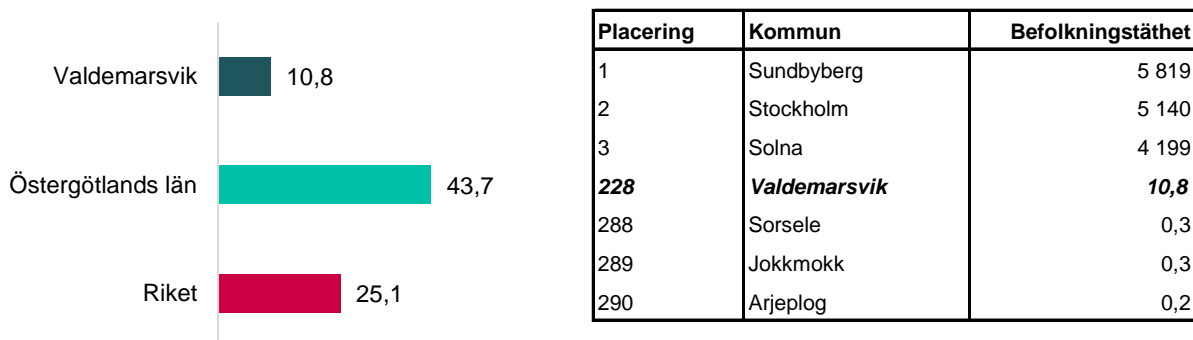 Valdemarsvik 10,8
Östergötlands län 43,7
Riket 25,1
Placering Kommun Befolkningstäthet
1 Sundbyberg 5 819
2 Stockholm 5 140
3 Solna 4 199
228 Valdemarsvik 10,8
288 Sorsele 0,3
289 Jokkmokk 0,3
290 Arjeplog 0,2